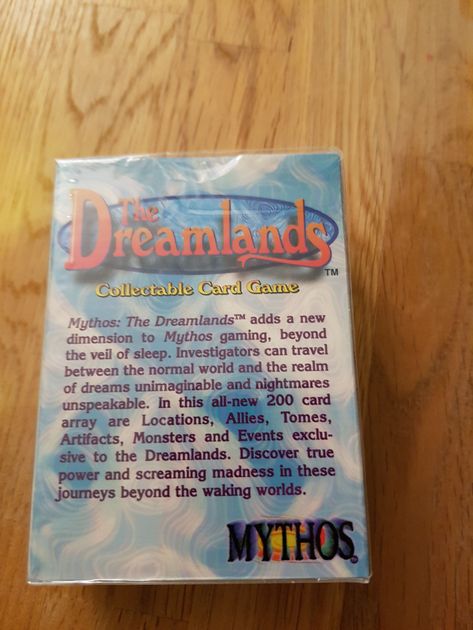 The
Dreamlands™
Collectable Card Game
Mythos: The Dreamlands™ adds a new
dimension to Mythos gaming, beyond
the veil of sleep. Investigators can travel
between the normal world and the realm
of dreams unimaginable and nightmares
unspeakable. In this all-new 200 card
array are Locations, Allies, Tomes,
Artifacts, Monsters and Events exclu-
sive to the Dreamlands. Discover true
power and screaming madness in these
journeys beyond the waking worlds.
MYTHOS